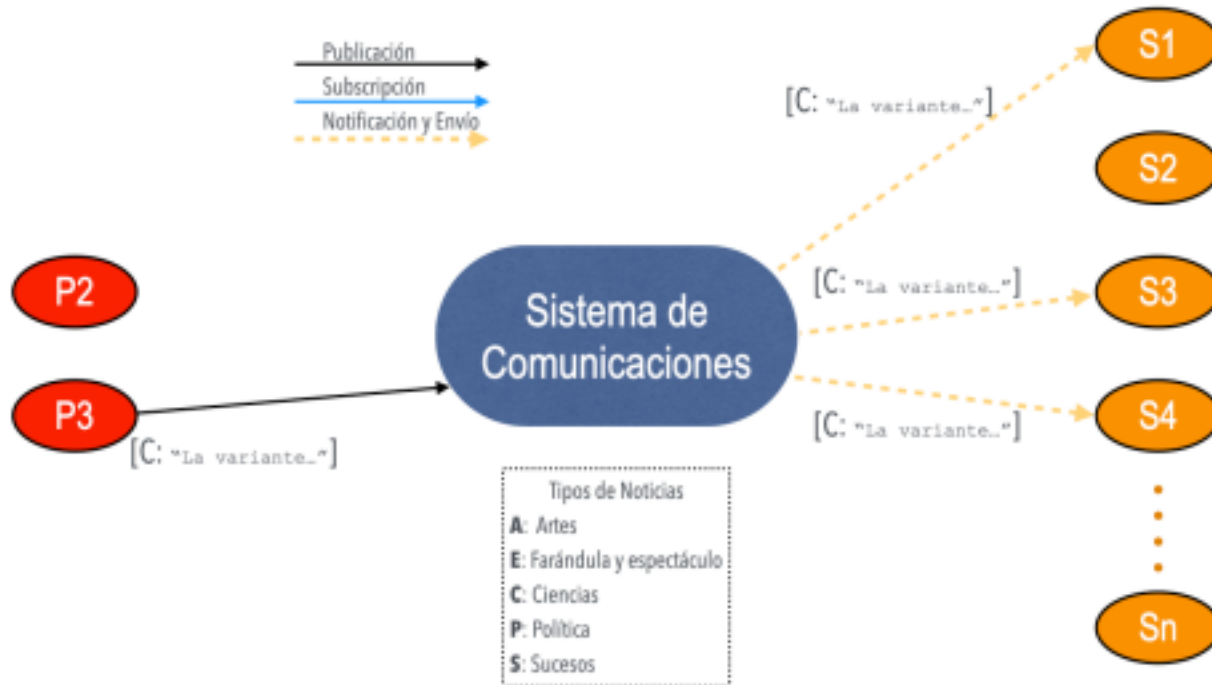 Publicación
Subscripción
Notificación y Envío
S1
[C: "La variante…"]
S2
P2
[C: "La variante…"]
S3
Sistema de
Comunicaciones
P3
[C: "La variante…"]
S4
[C: "La variante…"]
Tipos de Noticias
A: Artes
E: Farándula y espectáculo
C: Ciencias
P: Política
S: Sucesos
Sn